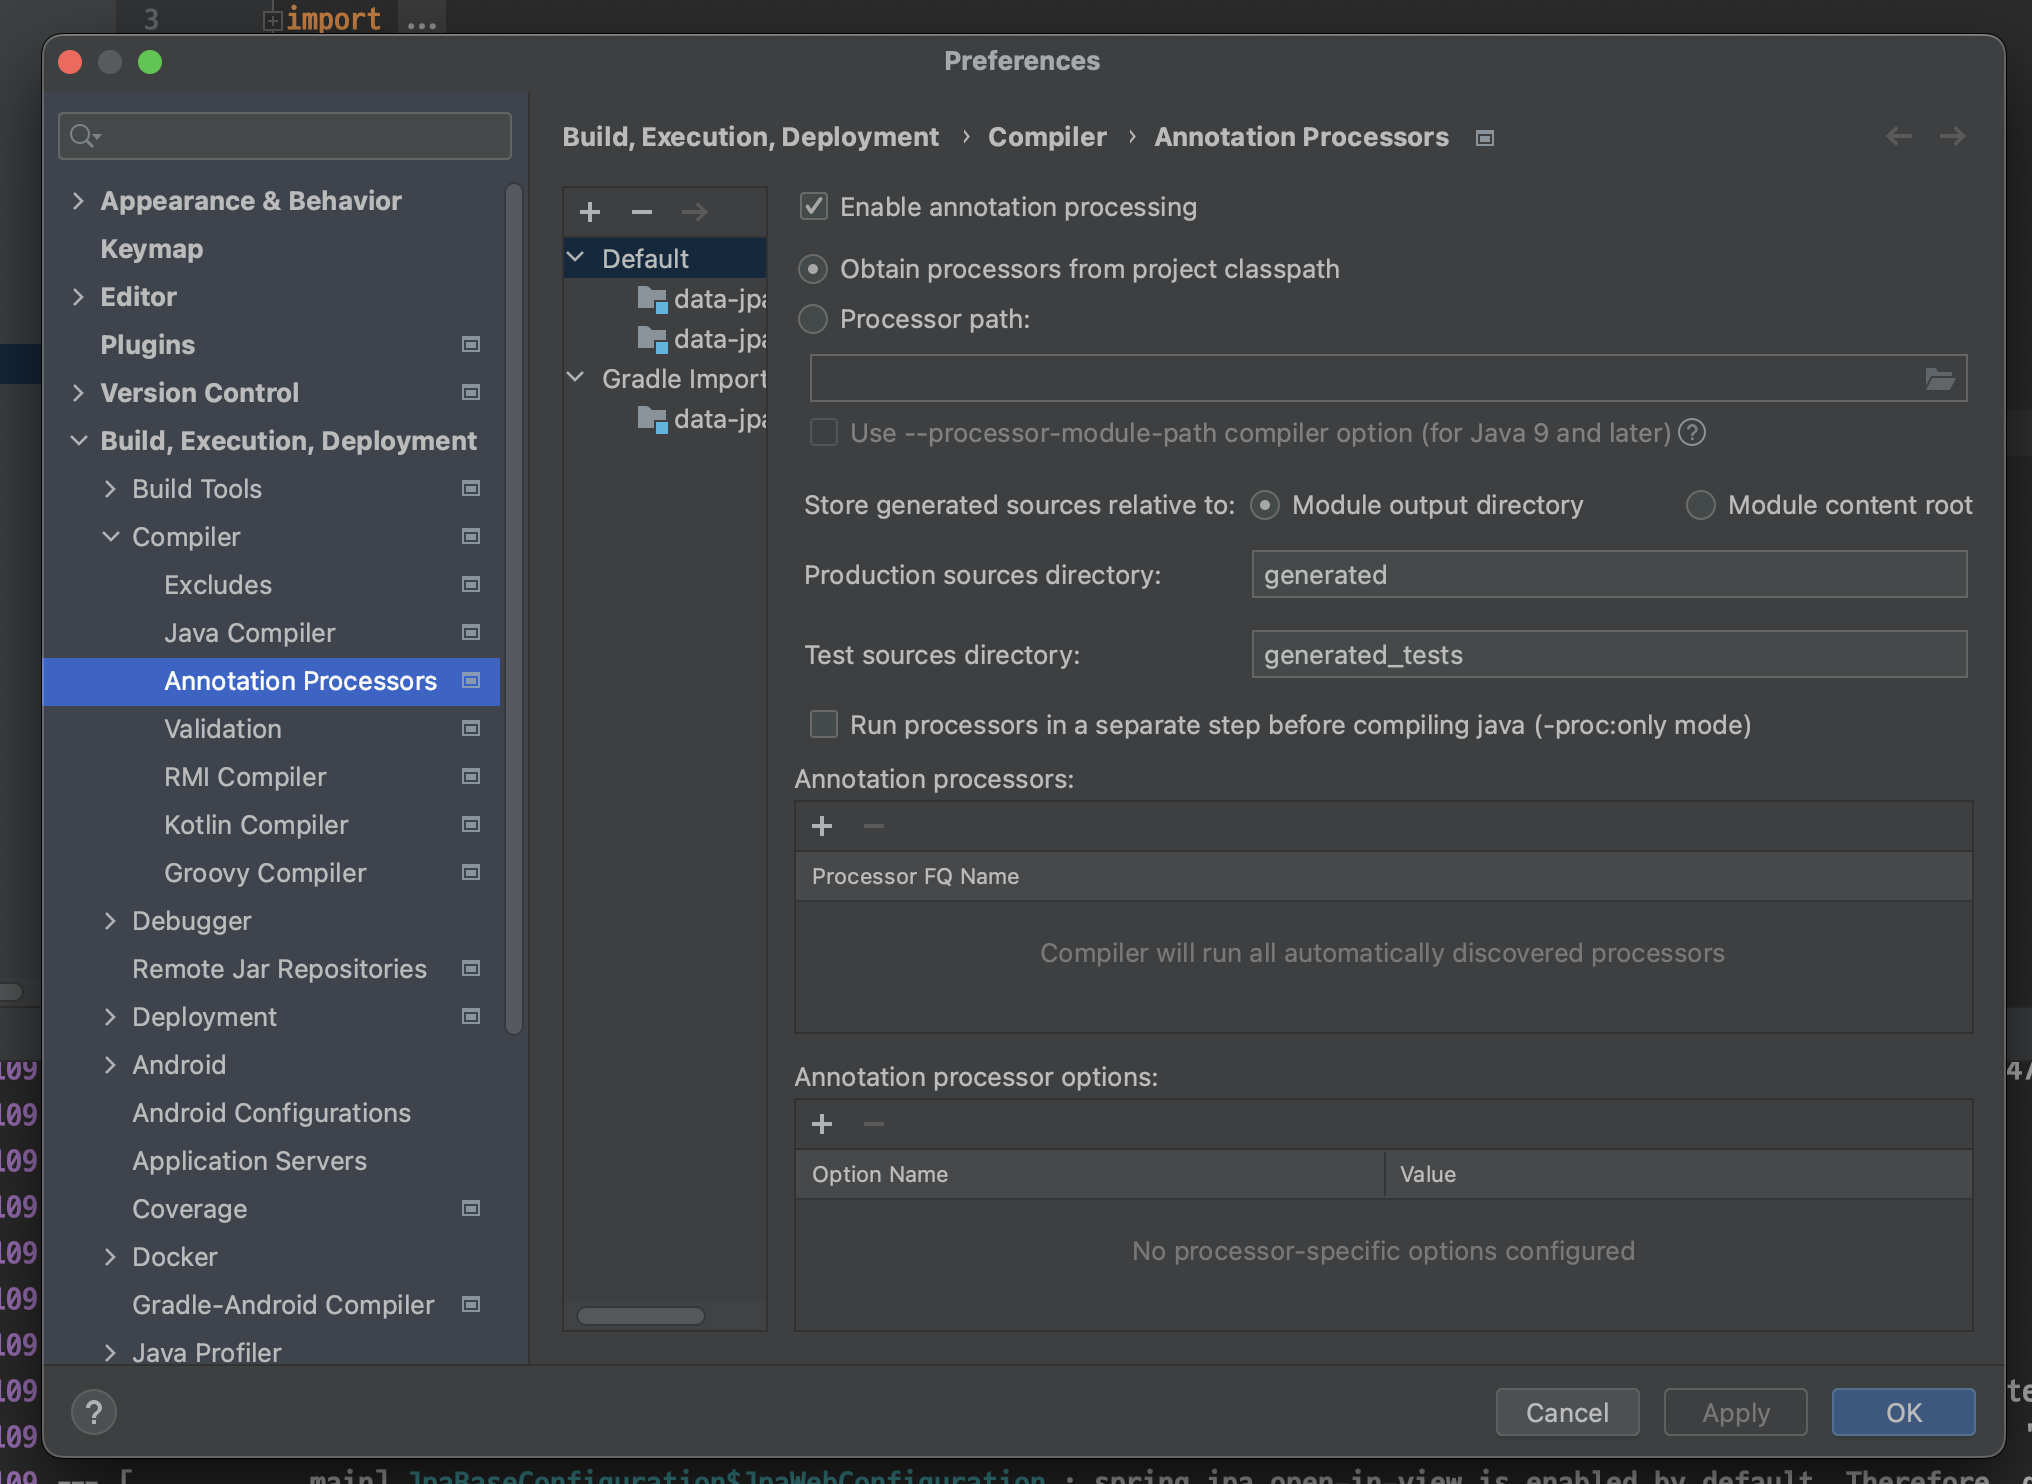 3 import ...
Preferences
Build, Execution, Deployment › Compiler › Annotation Processors
Appearance & Behavior
Keymap
Editor
Plugins
Version Control
Build, Execution, Deployment
Build Tools
Compiler
Excludes
Java Compiler
Annotation Processors
Validation
RMI Compiler
Kotlin Compiler
Groovy Compiler
Debugger
Remote Jar Repositories
Deployment
Android
Android Configurations
Application Servers
Coverage
Docker
Gradle-Android Compiler
Java Profiler
Default
data-jpa
data-jpa
Gradle Import
data-jpa
Enable annotation processing
Obtain processors from project classpath
Processor path:
Use --processor-module-path compiler option (for Java 9 and later) ?
Store generated sources relative to: Module output directory Module content root
Production sources directory: generated
Test sources directory: generated_tests
Run processors in a separate step before compiling java (-proc:only mode)
Annotation processors:
Processor FQ Name
Compiler will run all automatically discovered processors
Annotation processor options:
Option Name Value
No processor-specific options configured
? Cancel Apply OK
109
109
109
109
109
109
109
109
109
109 --- [ main] JpaBaseConfiguration$JpaWebConfiguration : spring.jpa.open-in-view is enabled by default. Therefore,